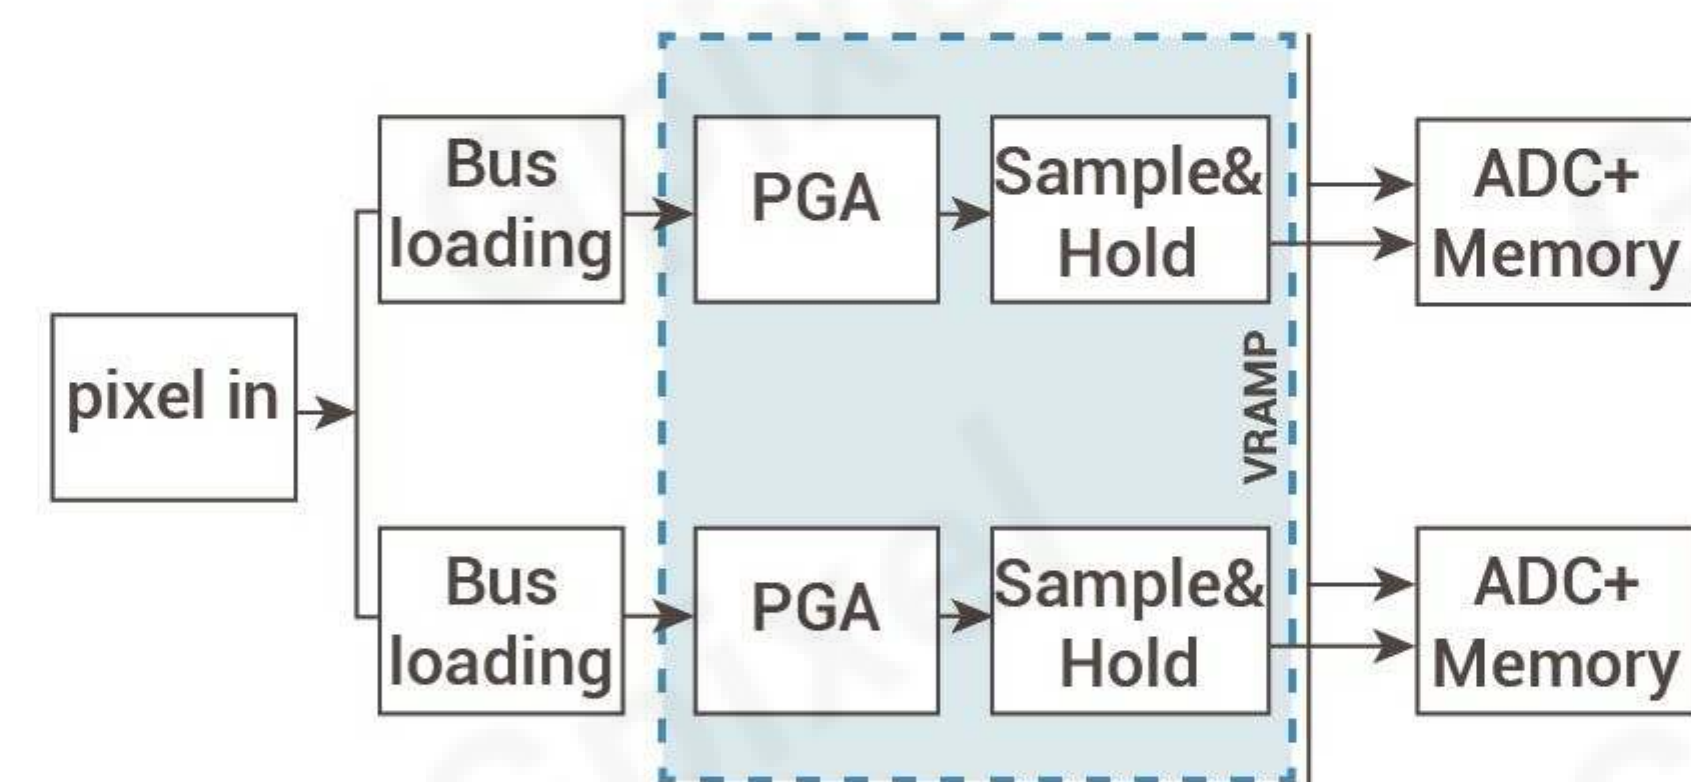 Bus
loading
PGA
Sample&
Hold
ADC+
Memory
pixel in
VRAMP
Bus
loading
PGA
Sample&
Hold
ADC+
Memory